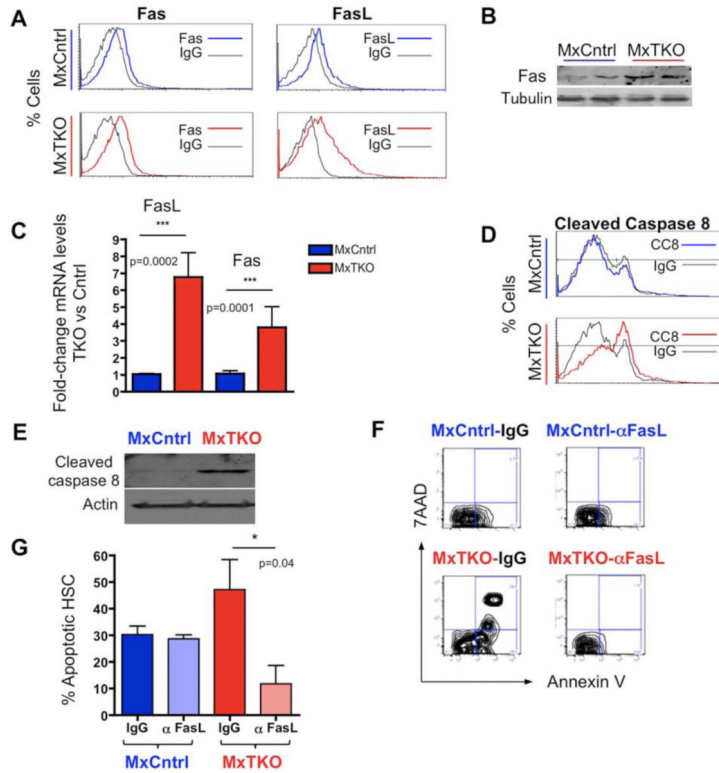 A
Fas
FasL
MxCntrl
Fas
IgG
FasL
IgG
% Cells
MxTKO
Fas
IgG
FasL
IgG
B
MxCntrl MxTKO
Fas
Tubulin
C
FasL
***
p=0.0002
Fas
***
p=0.0001
Fold-change mRNA levels
TKO vs Cntrl
9
8
7
6
5
4
3
2
1
0
MxCntrl
MxTKO
D
Cleaved Caspase 8
MxCntrl
CC8
IgG
% Cells
MxTKO
CC8
IgG
E
MxCntrl MxTKO
Cleaved
caspase 8
Actin
F
MxCntrl-IgG MxCntrl-αFasL
7AAD
MxTKO-IgG MxTKO-αFasL
Annexin V
G
% Apoptotic HSC
60
50
40
30
20
10
0
*
p=0.04
IgG α FasL IgG α FasL
MxCntrl MxTKO